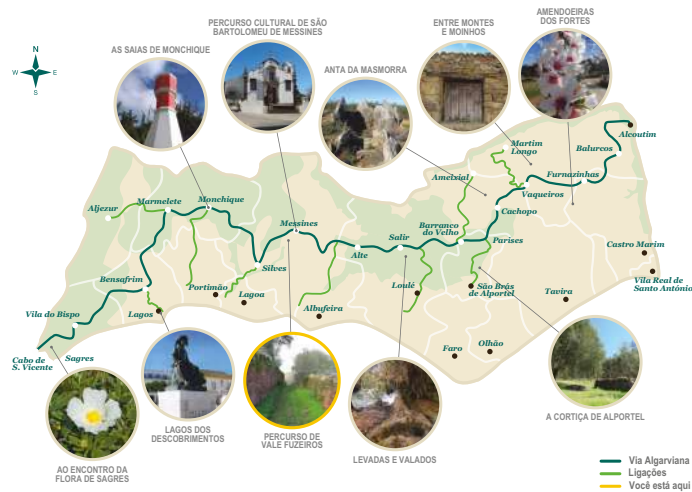 PERCURSO CULTURAL DE SÃO
BARTOLOMEU DE MESSINES
ENTRE MONTES
E MOINHOS
AMENDOEIRAS
DOS FORTES
AS SAIAS DE MONCHIQUE
ANTA DA MASMORRA
N
W
E
S
Alcoutim
Martim
Longo
Balurcos
Ameixial
Furnazinhas
Vaqueiros
Marmelete
Monchique
Aljezur
Cachopo
Messines
Barranco
do Velho
Salir
Parises
Alte
Castro Marim
Silves
Bensafrim
Vila Real de
Santo António
Portimão
Lagoa
Loulé
São Brás
de Alportel
Tavira
Albufeira
Lagos
Vila do Bispo
Faro
Olhão
Sagres
Cabo de
S. Vicente
A CORTIÇA DE ALPORTEL
LAGOS DOS
DESCOBRIMENTOS
PERCURSO DE
VALE FUZEIROS
LEVADAS E VALADOS
AO ENCONTRO DA
FLORA DE SAGRES
Via Algarviana
Ligações
Você está aqui